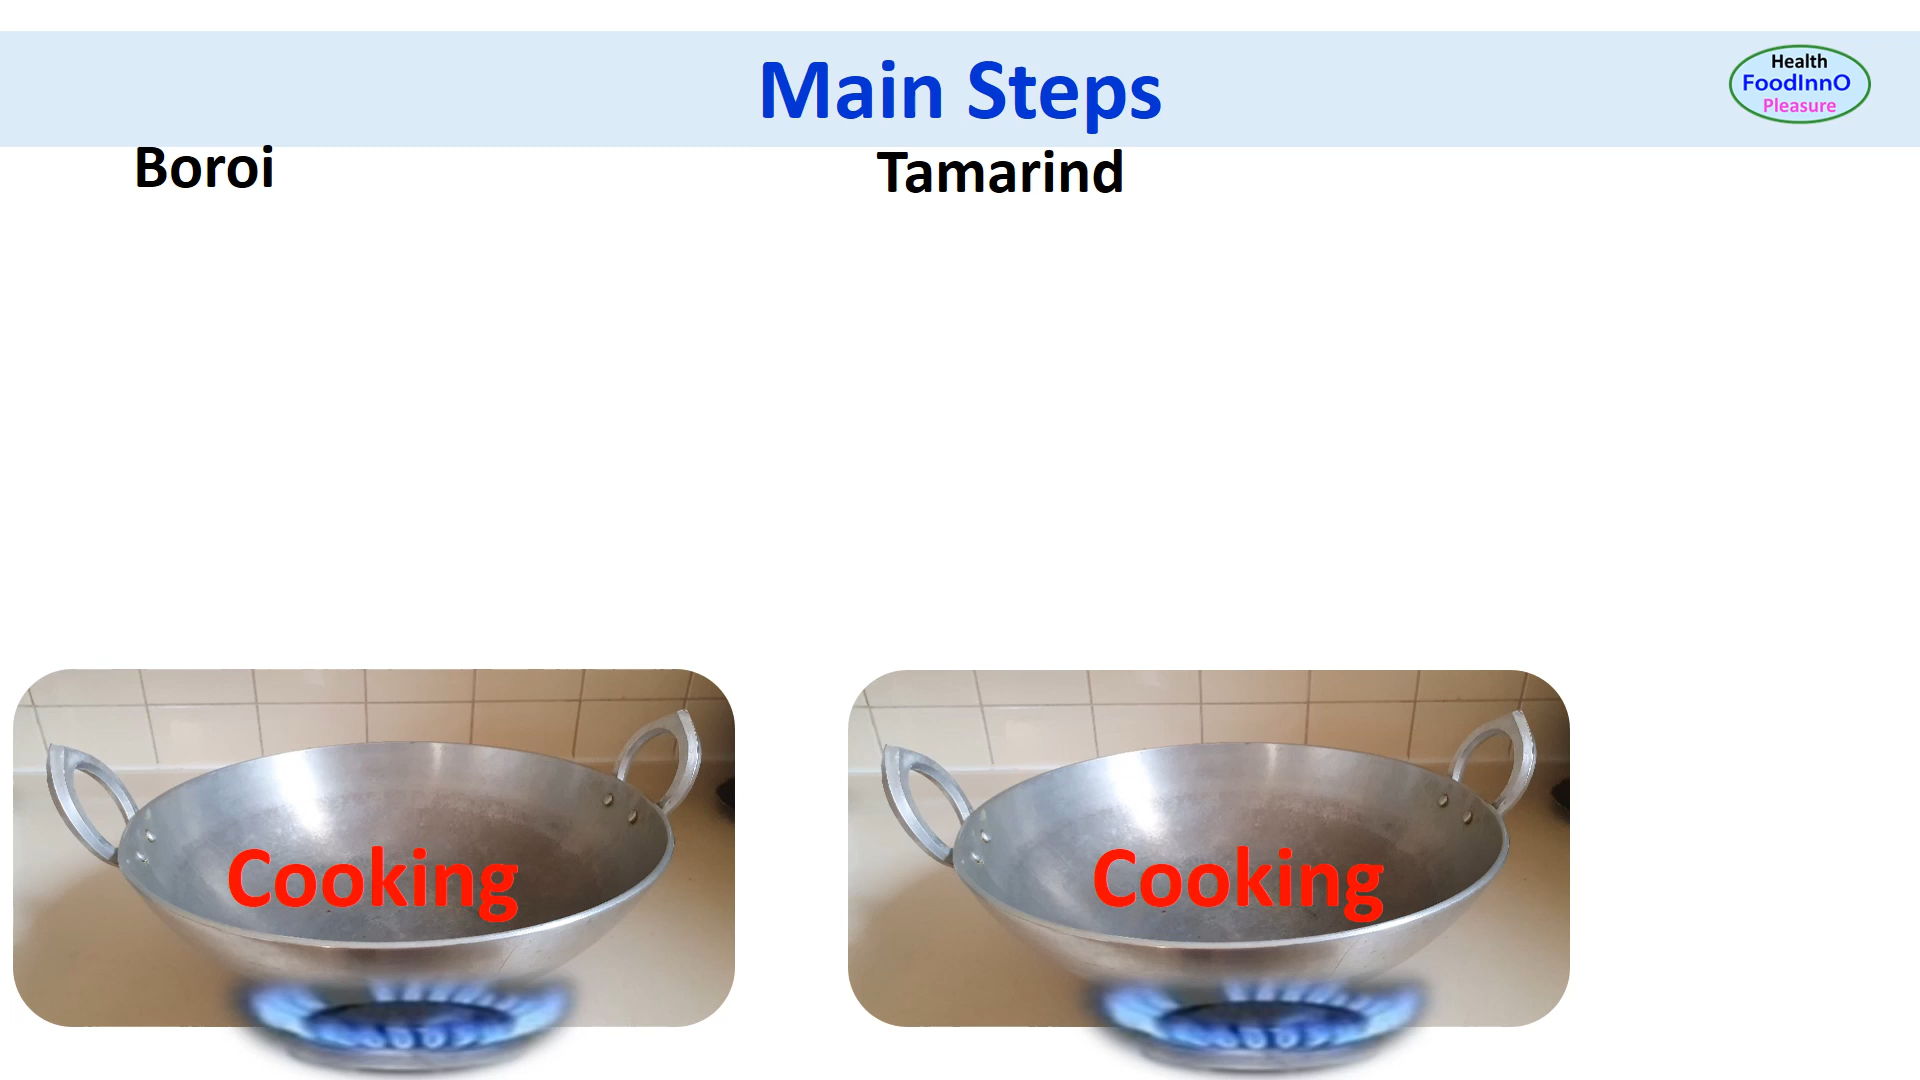 Main Steps
Health
FoodInnO
Pleasure
Boroi
Tamarind
Cooking
Cooking